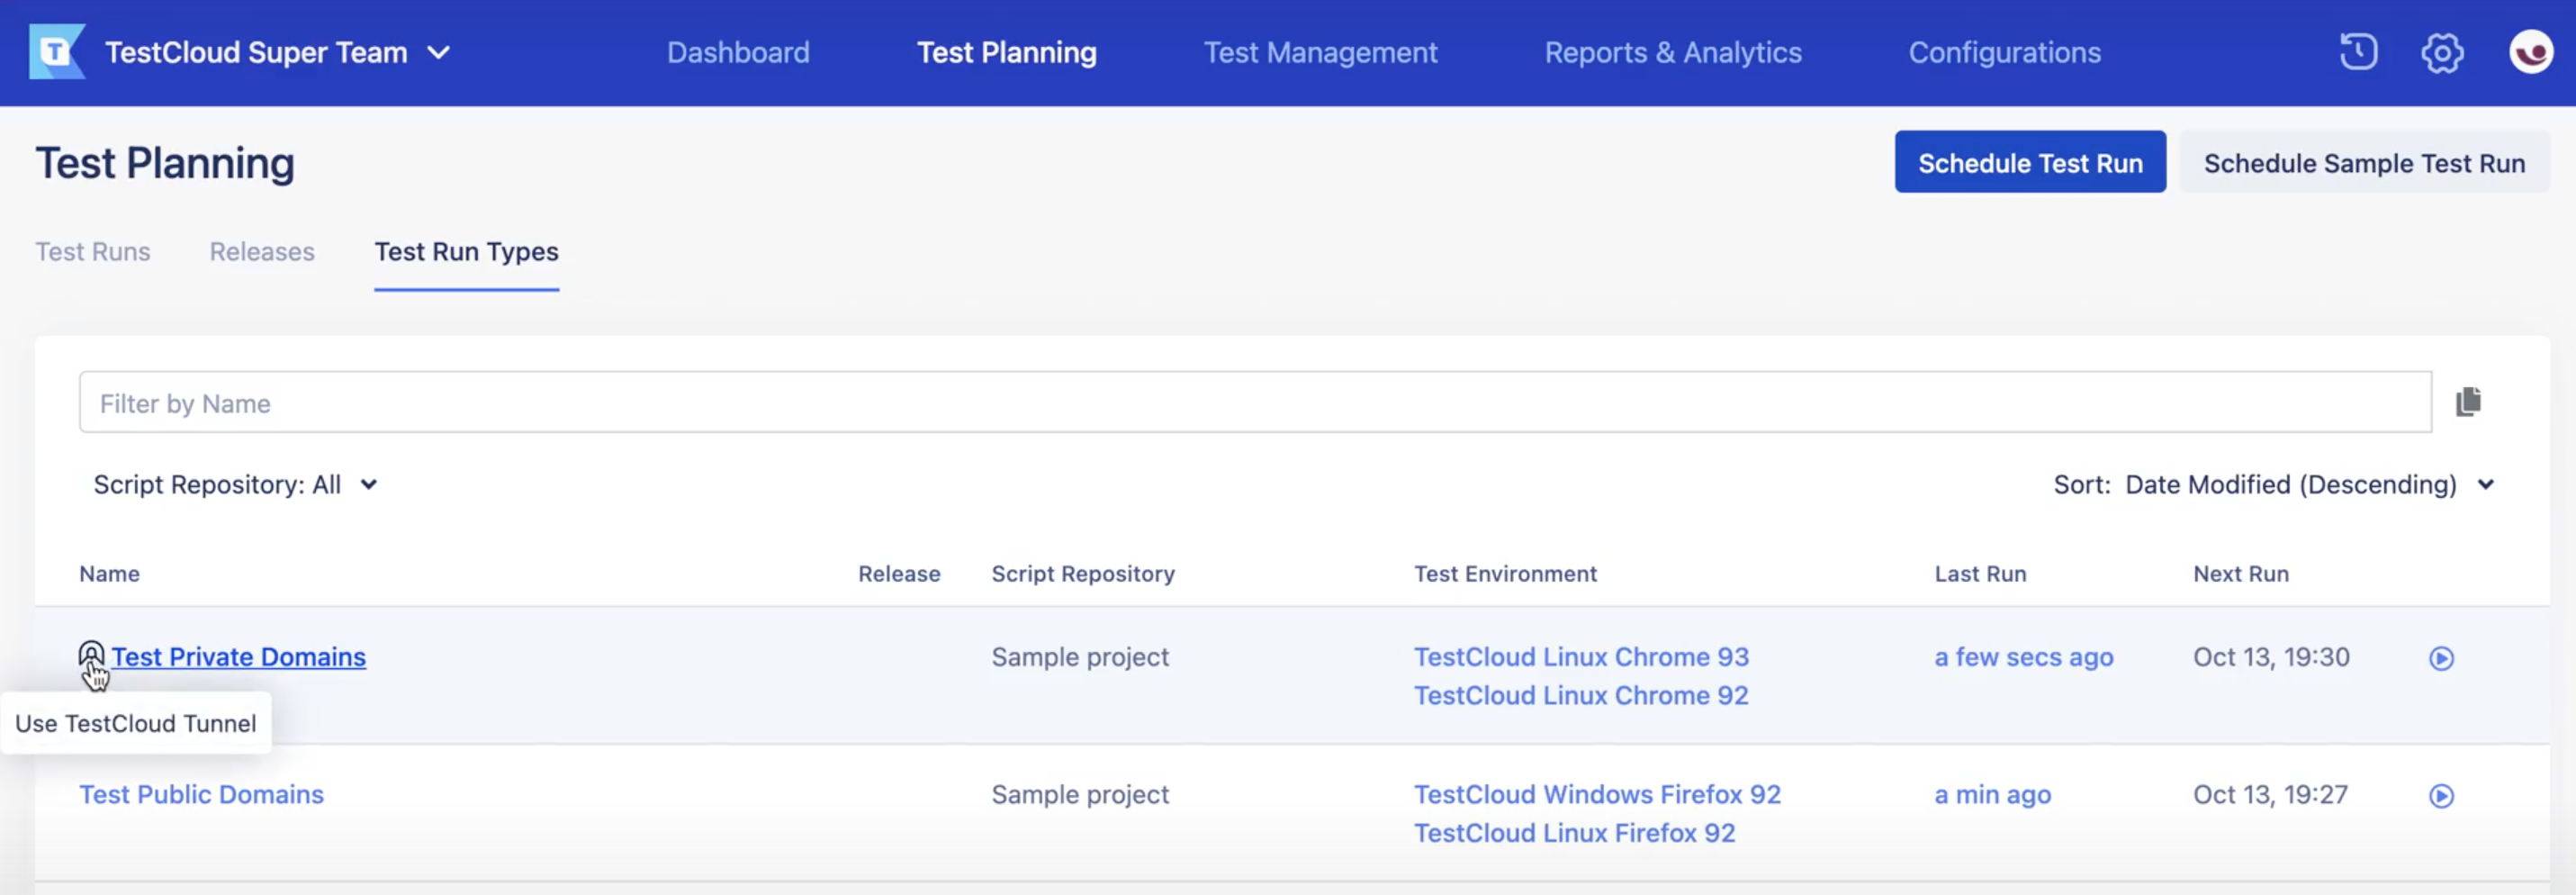 TestCloud Super Team
Dashboard
Test Planning
Test Management
Reports & Analytics
Configurations
Test Planning
Schedule Test Run
Schedule Sample Test Run
Test Runs
Releases
Test Run Types
Filter by Name
Script Repository: All
Sort: Date Modified (Descending)
Name
Release
Script Repository
Test Environment
Last Run
Next Run
Test Private Domains
Sample project
TestCloud Linux Chrome 93
TestCloud Linux Chrome 92
a few secs ago
Oct 13, 19:30
Use TestCloud Tunnel
Test Public Domains
Sample project
TestCloud Windows Firefox 92
TestCloud Linux Firefox 92
a min ago
Oct 13, 19:27